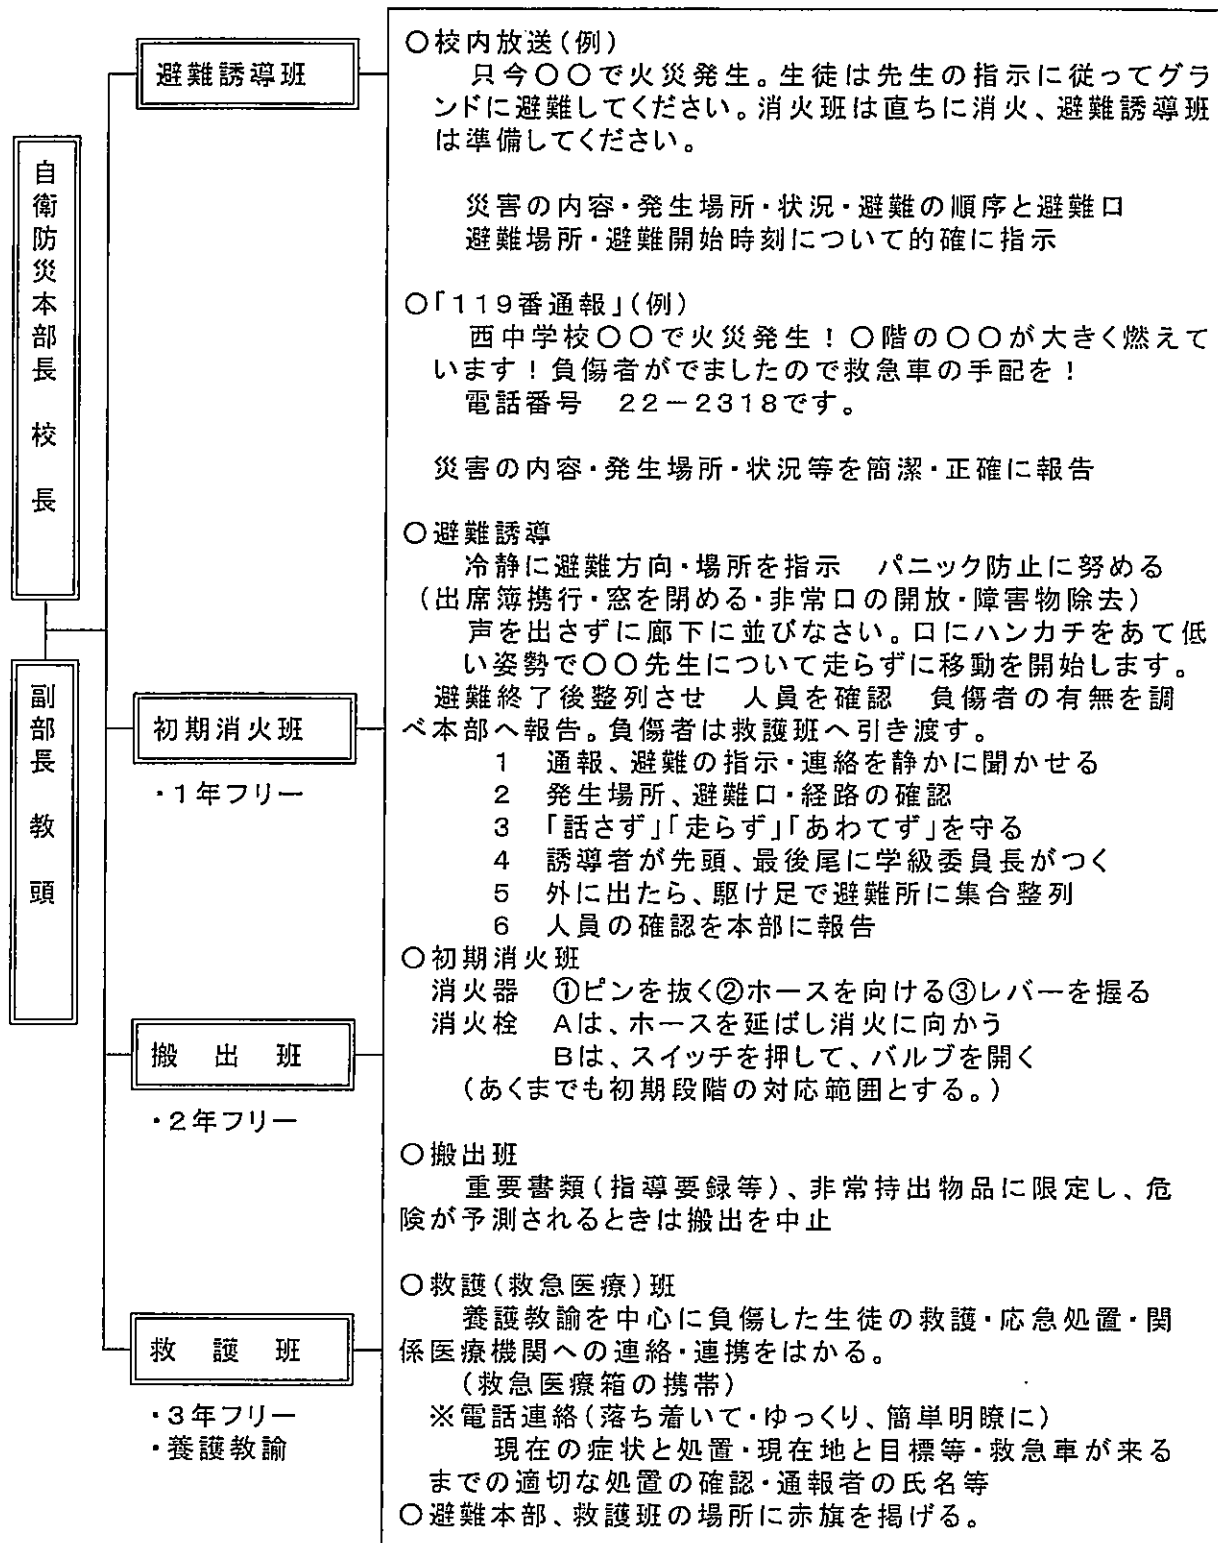 自衛防災本部長　校　長
副部長　教　頭
避難誘導班
初期消火班
・1年フリー
搬　出　班
・2年フリー
救　護　班
・3年フリー
・養護教諭
〇校内放送(例)
只今〇〇で火災発生。生徒は先生の指示に従ってグラ
ンドに避難してください。消火班は直ちに消火、避難誘導班
は準備してください。
災害の内容・発生場所・状況・避難の順序と避難口
避難場所・避難開始時刻について的確に指示
〇「119番通報」(例)
西中学校〇〇で火災発生！〇階の〇〇が大きく燃えて
います！負傷者がでましたので救急車の手配を！
電話番号　22－2318です。
災害の内容・発生場所・状況等を簡潔・正確に報告
〇避難誘導
冷静に避難方向・場所を指示　パニック防止に努める
(出席簿携行・窓を閉める・非常口の開放・障害物除去)
声を出さずに廊下に並びなさい。口にハンカチをあて低
い姿勢で〇〇先生について走らずに移動を開始します。
避難終了後整列させ　人員を確認　負傷者の有無を調
べ本部へ報告。負傷者は救護班へ引き渡す。
1　通報、避難の指示・連絡を静かに聞かせる
2　発生場所、避難口・経路の確認
3　「話さず」「走らず」「あわてず」を守る
4　誘導者が先頭、最後尾に学級委員長がつく
5　外に出たら、駆け足で避難所に集合整列
6　人員の確認を本部に報告
〇初期消火班
消火器　①ピンを抜く②ホースを向ける③レバーを握る
消火栓　Aは、ホースを延ばし消火に向かう
Bは、スイッチを押して、バルブを開く
(あくまでも初期段階の対応範囲とする。)
〇搬出班
重要書類(指導要録等)、非常持出物品に限定し、危
険が予測されるときは搬出を中止
〇救護(救急医療)班
養護教諭を中心に負傷した生徒の救護・応急処置・関
係医療機関への連絡・連携をはかる。
(救急医療箱の携帯)
※電話連絡(落ち着いて・ゆっくり、簡単明瞭に)
現在の症状と処置・現在地と目標等・救急車が来る
までの適切な処置の確認・通報者の氏名等
〇避難本部、救護班の場所に赤旗を掲げる。